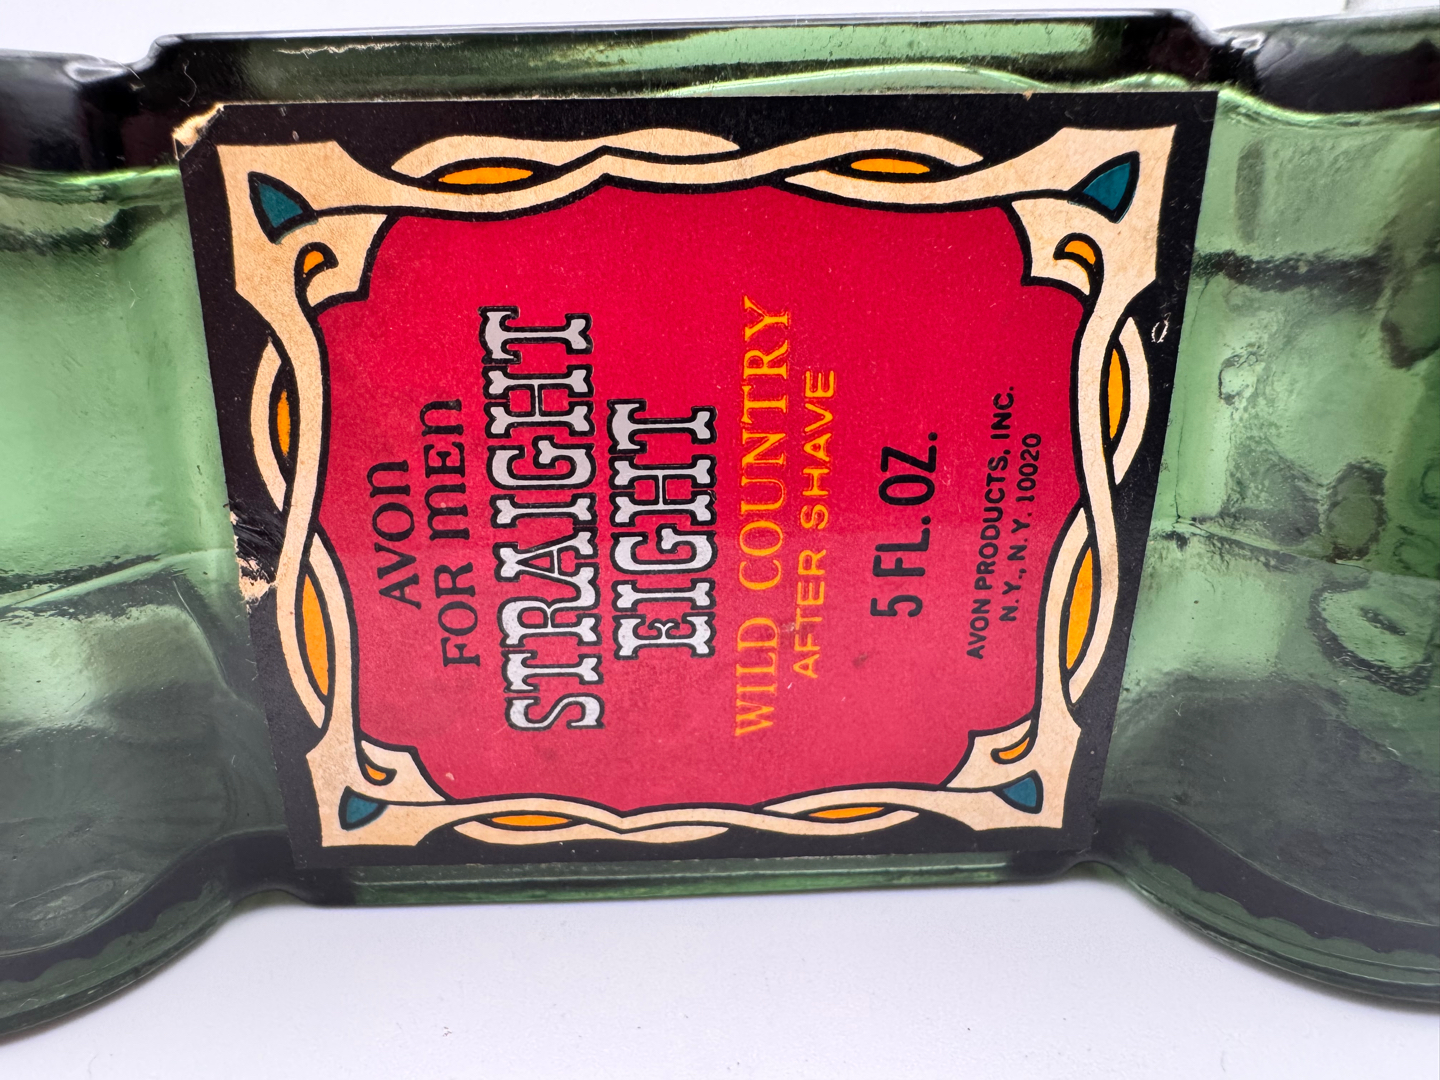 AVON
FOR MEN
STRAIGHT
EIGHT
WILD COUNTRY
AFTER SHAVE
5 FL. OZ.
AVON PRODUCTS, INC.
N. Y., N. Y. 10020